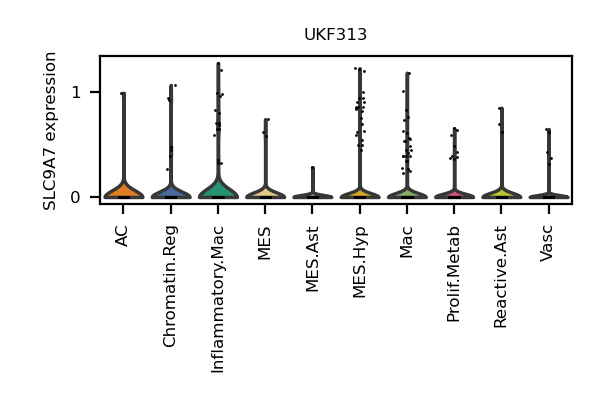 UKF313
SLC9A7 expression
1
0
AC
Chromatin.Reg
Inflammatory.Mac
MES
MES.Ast
MES.Hyp
Mac
Prolif.Metab
Reactive.Ast
Vasc